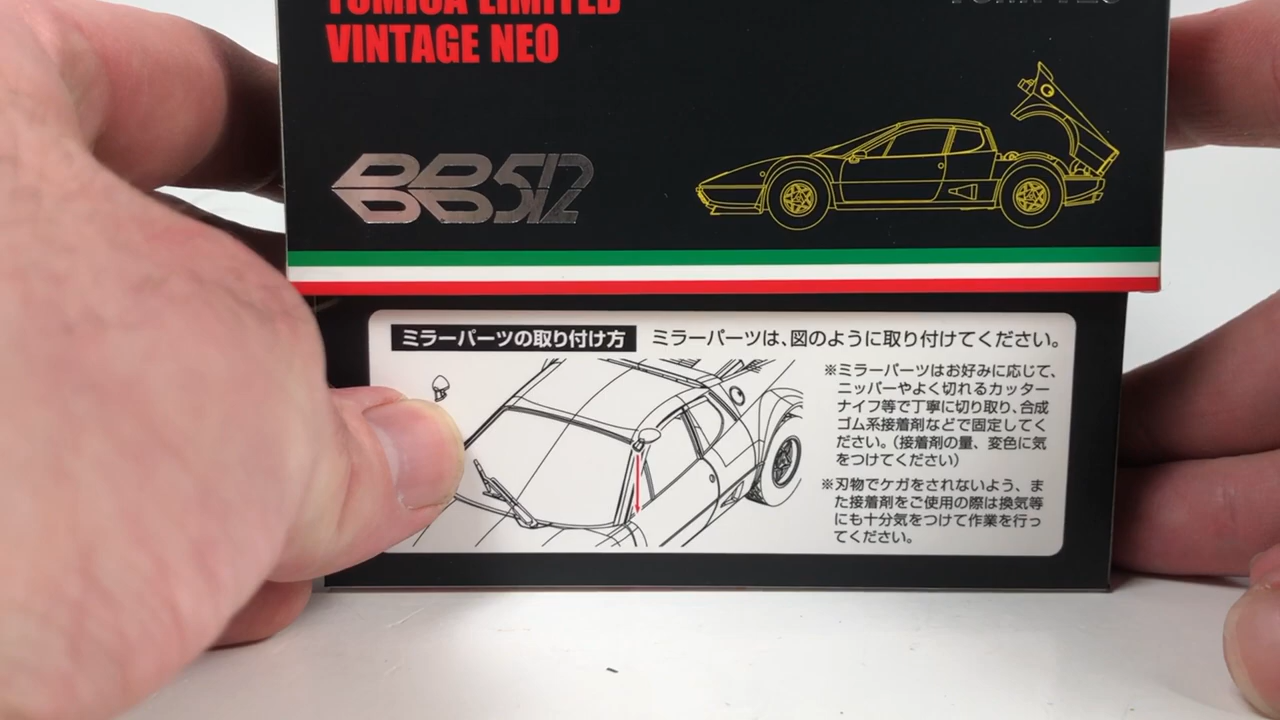 TOMICA LIMITED
VINTAGE NEO
BB512
ミラーパーツの取り付け方 ミラーパーツは、図のように取り付けてください。
※ミラーパーツはお好みに応じて、
ニッパーやよく切れるカッター
ナイフ等で丁寧に切り取り、合成
ゴム系接着剤などで固定してく
ださい。（接着剤の量、変色に気
をつけてください）
※刃物でケガをされないよう、ま
た接着剤をご使用の際は換気等
にも十分気をつけて作業を行っ
てください。